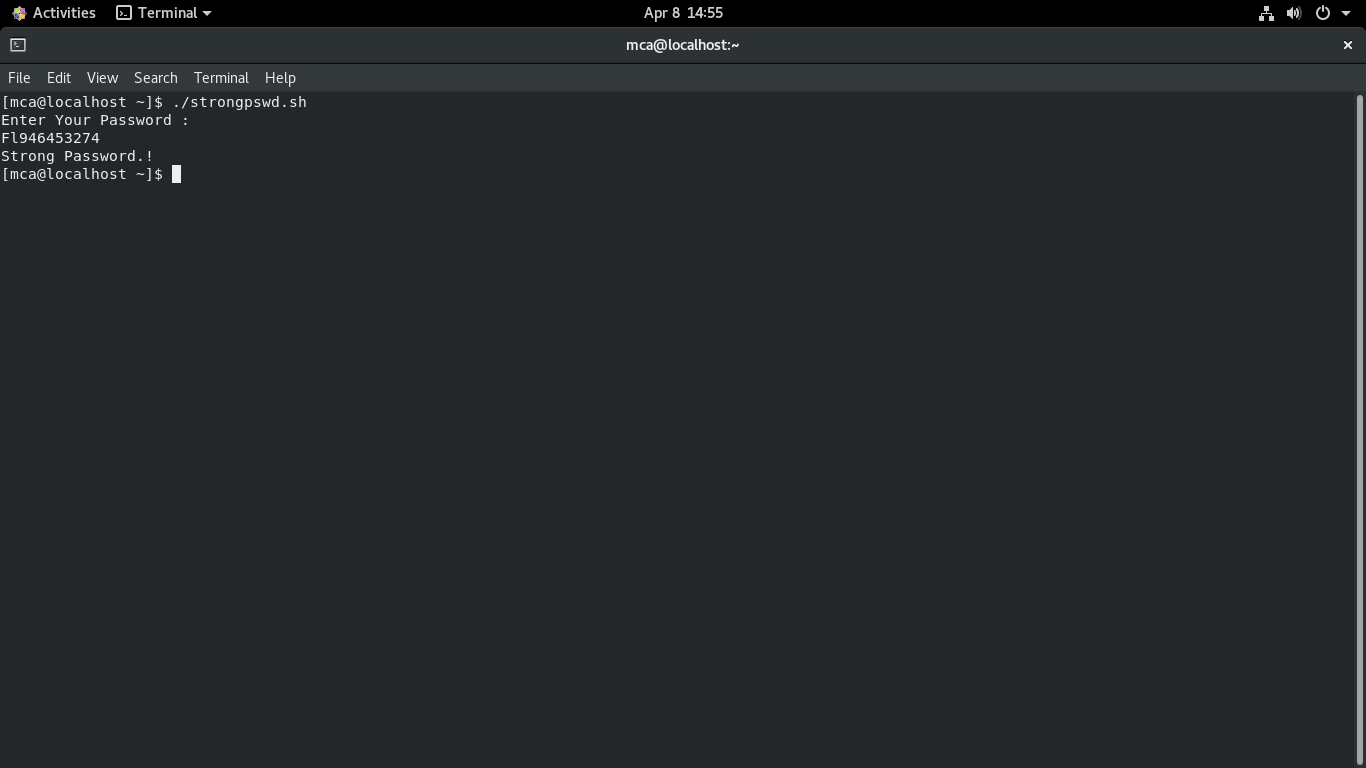 Activities Terminal Apr 8 14:55
mca@localhost:~
File Edit View Search Terminal Help
[mca@localhost ~]$ ./strongpswd.sh
Enter Your Password :
Fl946453274
Strong Password.!
[mca@localhost ~]$